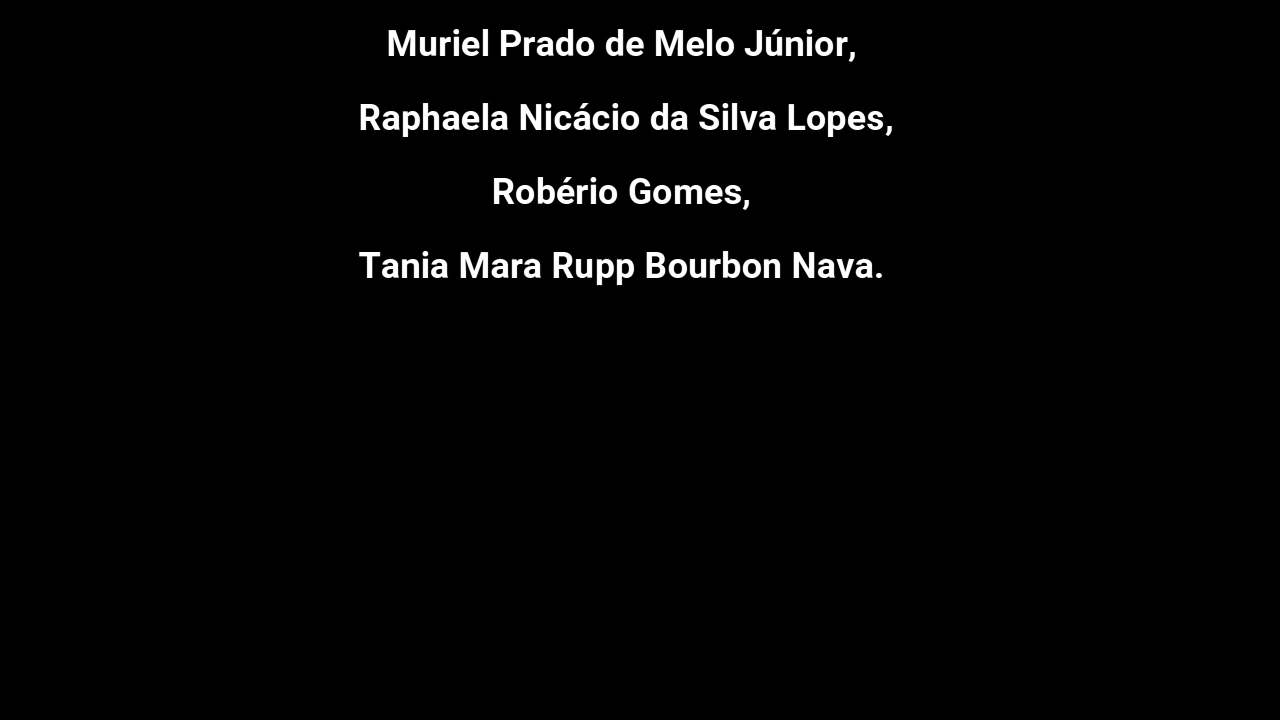 Muriel Prado de Melo Júnior,
Raphaela Nicácio da Silva Lopes,
Robério Gomes,
Tania Mara Rupp Bourbon Nava.